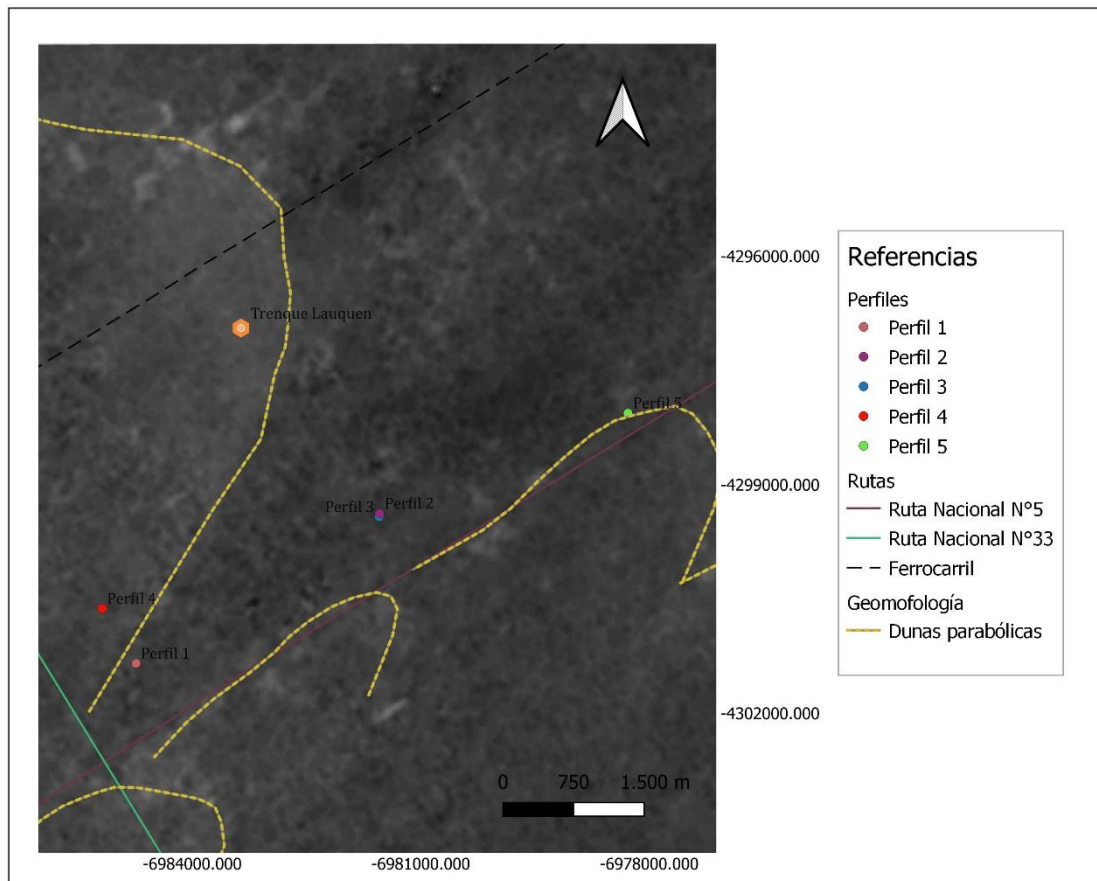 Trenque Lauquen
Perfil 5
Perfil 3 Perfil 2
Perfil 4
Perfil 1
0 750 1.500 m
-4296000.000
-4299000.000
-4302000.000
-6984000.000 -6981000.000 -6978000.000
Referencias
Perfiles
Perfil 1
Perfil 2
Perfil 3
Perfil 4
Perfil 5
Rutas
Ruta Nacional N°5
Ruta Nacional N°33
Ferrocarril
Geomofología
Dunas parabólicas